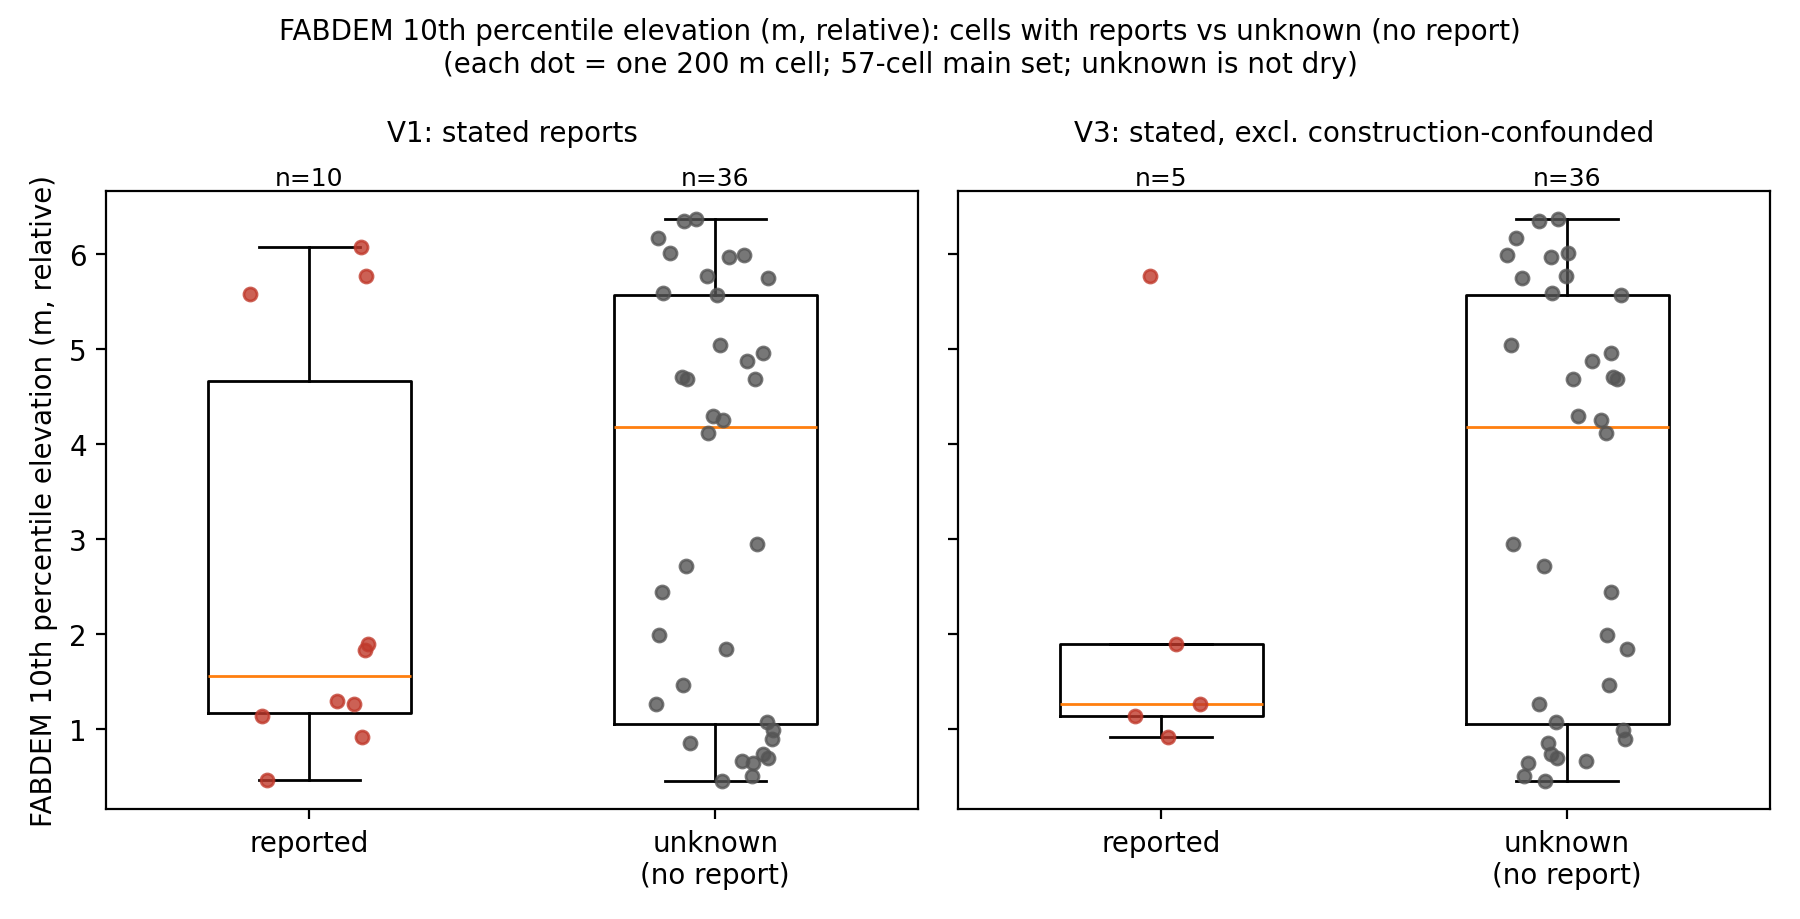 FABDEM 10th percentile elevation (m, relative): cells with reports vs unknown (no report)
(each dot = one 200 m cell; 57-cell main set; unknown is not dry)
V1: stated reports
V3: stated, excl. construction-confounded
n=10
n=36
n=5
n=36
FABDEM 10th percentile elevation (m, relative)
6
5
4
3
2
1
reported
unknown
(no report)
reported
unknown
(no report)